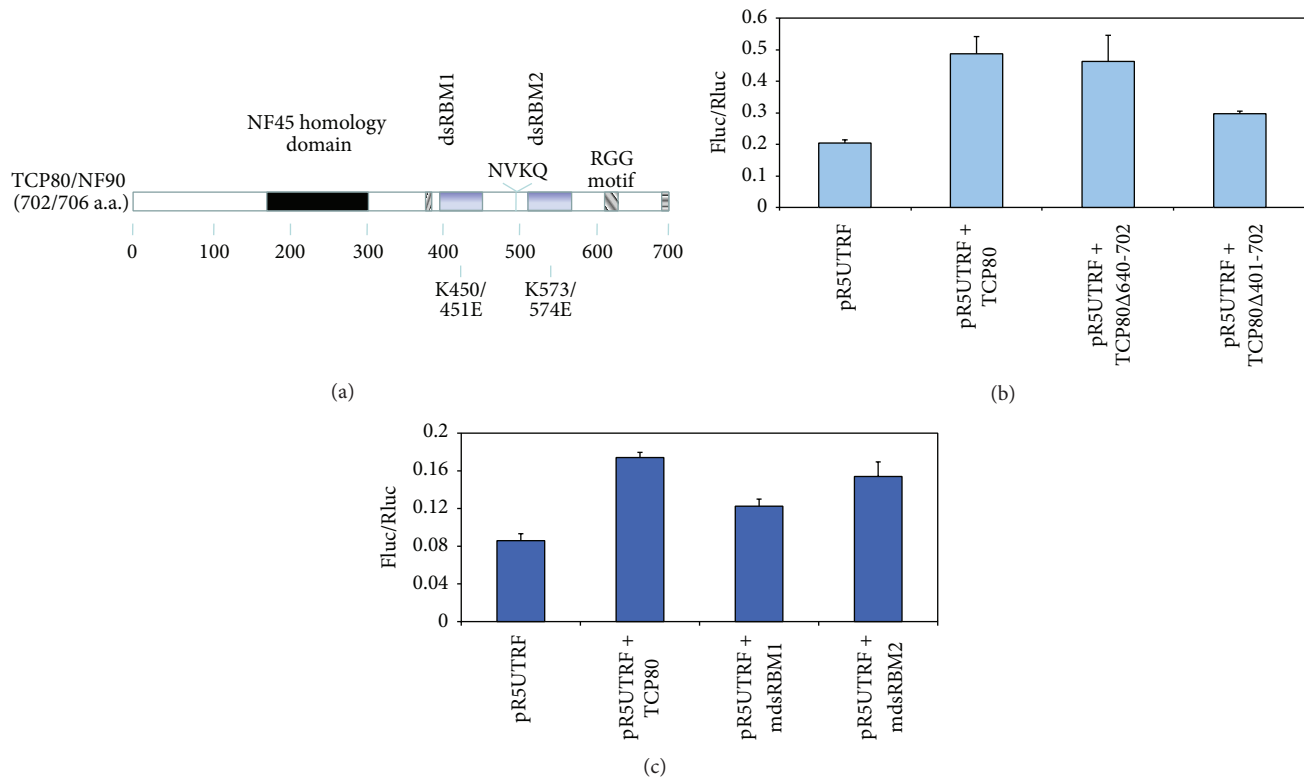 dsRBM1
dsRBM2
NF45 homology
domain
NVKQ
RGG
motif
TCP80/NF90
(702/706 a.a.)
0 100 200 300 400 500 600 700
K450/
451E
K573/
574E
(a)
0.6
0.5
0.4
0.3
0.2
0.1
0
Fluc/Rluc
pR5UTRF
pR5UTRF +
TCP80
pR5UTRF +
TCP80Δ640-702
pR5UTRF +
TCP80Δ401-702
(b)
0.2
0.16
0.12
0.08
0.04
0
Fluc/Rluc
pR5UTRF
pR5UTRF +
TCP80
pR5UTRF +
mdsRBM1
pR5UTRF +
mdsRBM2
(c)